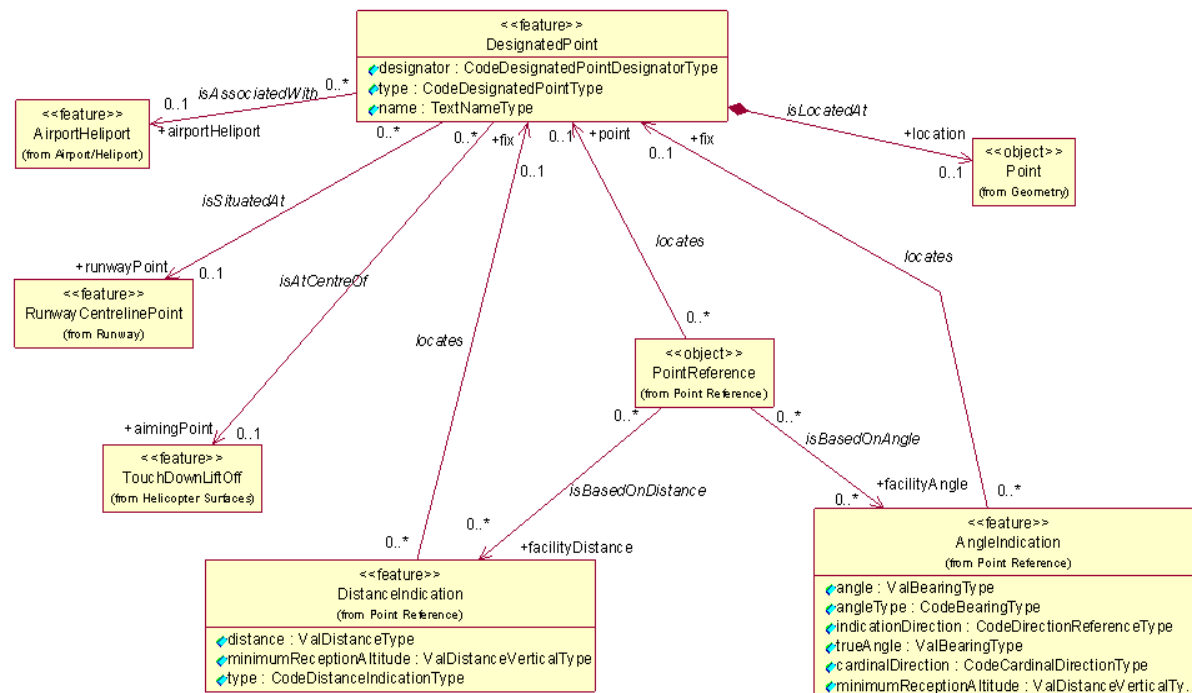 <<feature>>
DesignatedPoint
designator : CodeDesignatedPointDesignatorType
type : CodeDesignatedPointType
name : TextNameType
isAssociatedWith
0..*
0..1
+airportHeliport
<<feature>>
AirportHeliport
(from Airport/Heliport)
isLocatedAt
+location
0..1
<<object>>
Point
(from Geometry)
0..*
isSituatedAt
+runwayPoint
0..1
<<feature>>
RunwayCentrelinePoint
(from Runway)
0..*
isAtCentreOf
+aimingPoint
0..1
<<feature>>
TouchDownLiftOff
(from Helicopter Surfaces)
+fix
0..1
locates
0..*
+point
0..1
locates
0..*
+fix
0..1
locates
0..*
<<object>>
PointReference
(from Point Reference)
0..*
isBasedOnDistance
0..*
+facilityDistance
0..*
isBasedOnAngle
+facilityAngle
0..*
<<feature>>
DistanceIndication
(from Point Reference)
distance : ValDistanceType
minimumReceptionAltitude : ValDistanceVerticalType
type : CodeDistanceIndicationType
<<feature>>
AngleIndication
(from Point Reference)
angle : ValBearingType
angleType : CodeBearingType
indicationDirection : CodeDirectionReferenceType
trueAngle : ValBearingType
cardinalDirection : CodeCardinalDirectionType
minimumReceptionAltitude : ValDistanceVerticalTy...